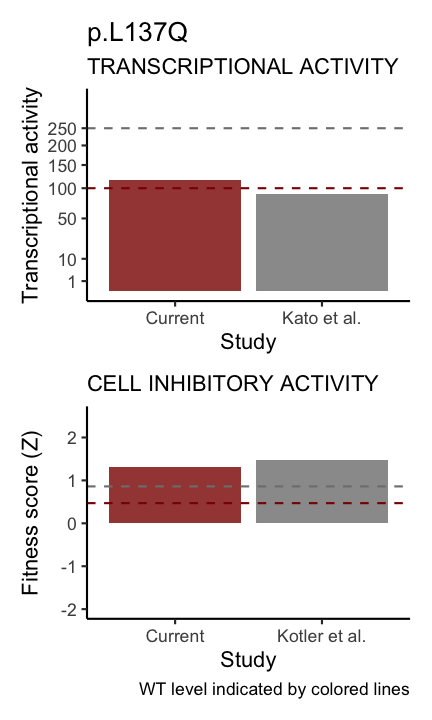 p.L137Q
TRANSCRIPTIONAL ACTIVITY
Transcriptional activity
250
200
150
100
50
10
1
Current
Kato et al.
Study
CELL INHIBITORY ACTIVITY
Fitness score (Z)
2
1
0
-1
-2
Current
Kotler et al.
Study
WT level indicated by colored lines